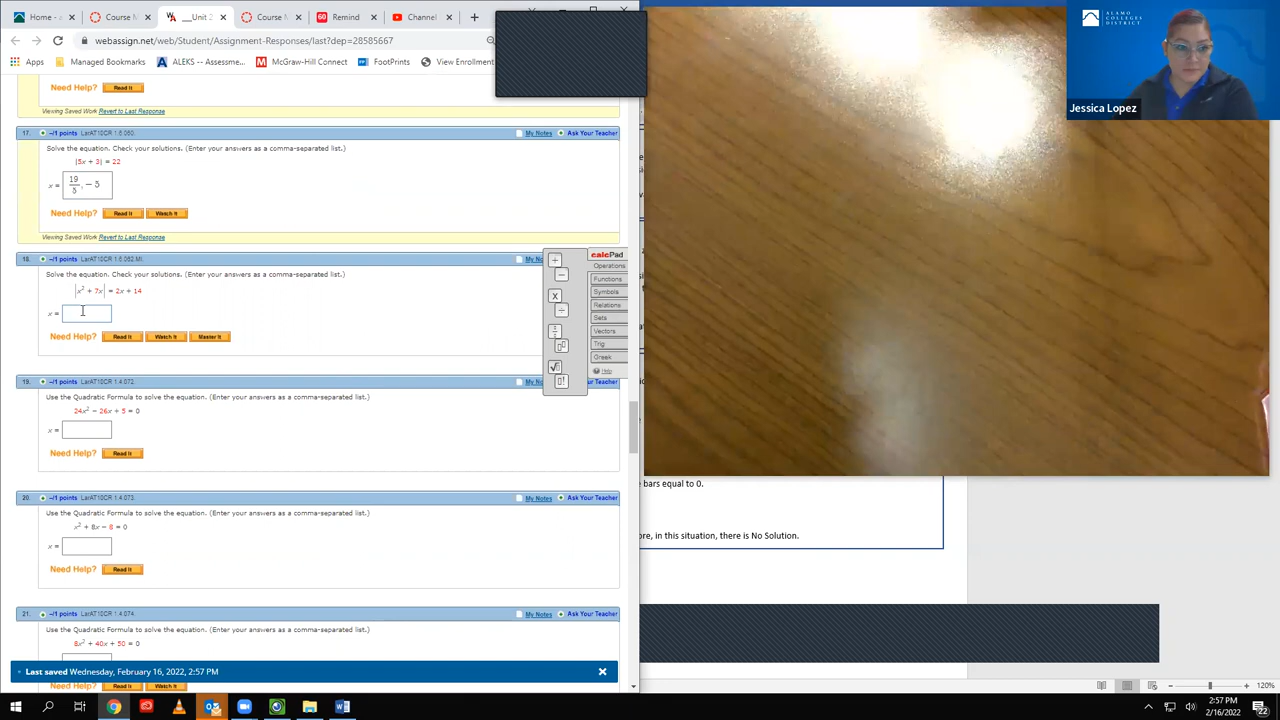 Home -
Course M
__Unit 2
Course M
Remind
Channel
webassign.net/web/Student/Assignment-Responses/last?dep=28585667
Apps
Managed Bookmarks
ALEKS -- Assessme...
McGraw-Hill Connect
FootPrints
View Enrollment
Need Help? Read It
Viewing Saved Work Revert to Last Response
17. –/1 points LarAT10CR 1.6.060. My Notes Ask Your Teacher
Solve the equation. Check your solutions. (Enter your answers as a comma-separated list.)
|5x + 3| = 22
x = 19/5, − 5
Need Help? Read It Watch It
Viewing Saved Work Revert to Last Response
18. –/1 points LarAT10CR 1.6.062.MI. My No
Solve the equation. Check your solutions. (Enter your answers as a comma-separated list.)
|x² + 7x| = 2x + 14
x =
Need Help? Read It Watch It Master It
calcPad
Operations
Functions
Symbols
Relations
Sets
Vectors
Trig
Greek
Help
19. –/1 points LarAT10CR 1.4.072. My No ur Teacher
Use the Quadratic Formula to solve the equation. (Enter your answers as a comma-separated list.)
24x² − 26x + 5 = 0
x =
Need Help? Read It
20. –/1 points LarAT10CR 1.4.073. My Notes Ask Your Teacher
Use the Quadratic Formula to solve the equation. (Enter your answers as a comma-separated list.)
x² + 8x − 8 = 0
x =
Need Help? Read It
21. –/1 points LarAT10CR 1.4.074. My Notes Ask Your Teacher
Use the Quadratic Formula to solve the equation. (Enter your answers as a comma-separated list.)
8x² + 40x + 50 = 0
Last saved Wednesday, February 16, 2022, 2:57 PM
Need Help? Read It Watch It
ALAMO
COLLEGES
DISTRICT
Jessica Lopez
e bars equal to 0.
ore, in this situation, there is No Solution.
120%
2:57 PM
2/16/2022
22